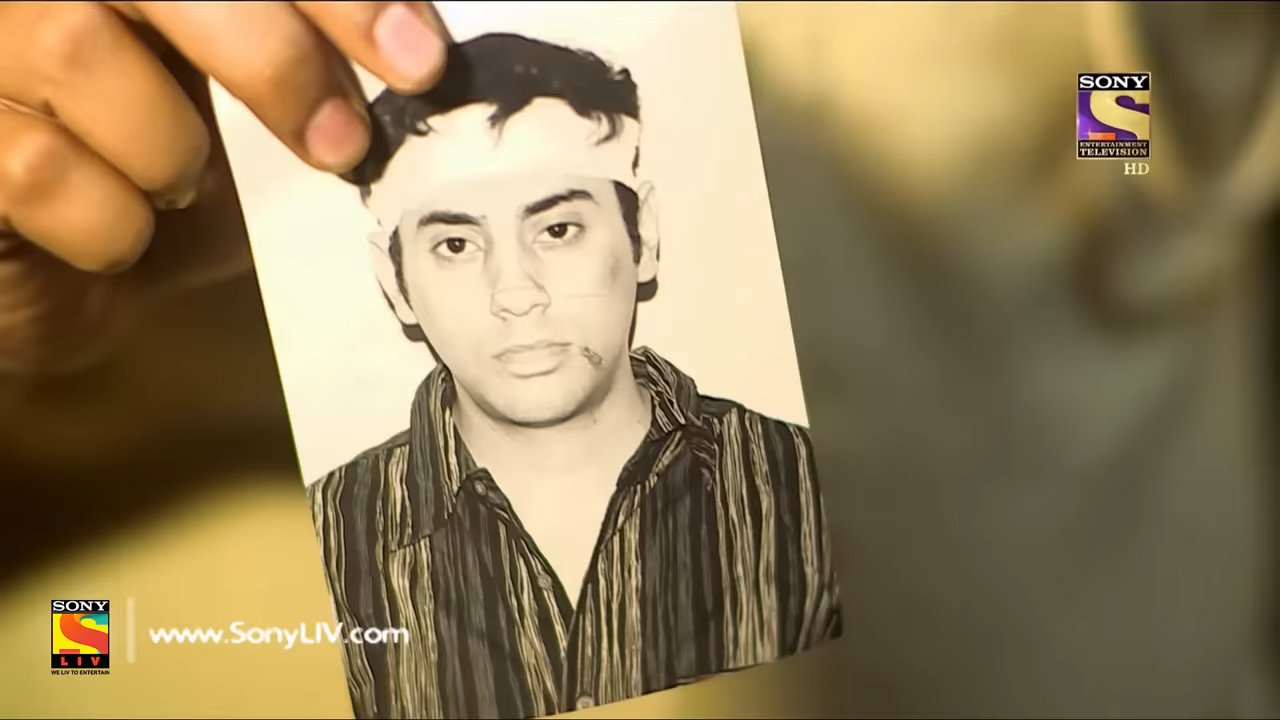 SONY
ENTERTAINMENT
TELEVISION
HD
SONY
LIV
WE LIV TO ENTERTAIN
www.SonyLIV.com